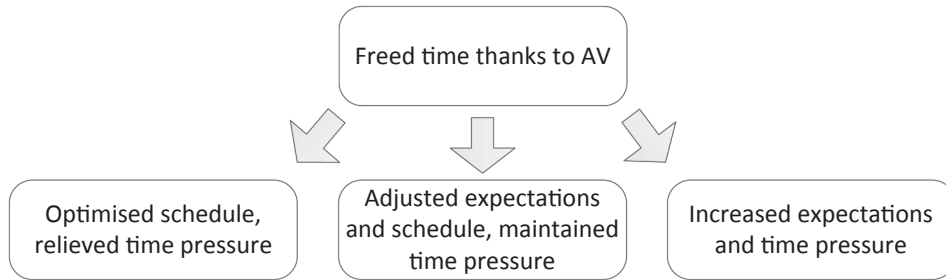 Freed time thanks to AV
Optimised schedule,
relieved time pressure
Adjusted expectations
and schedule, maintained
time pressure
Increased expectations
and time pressure